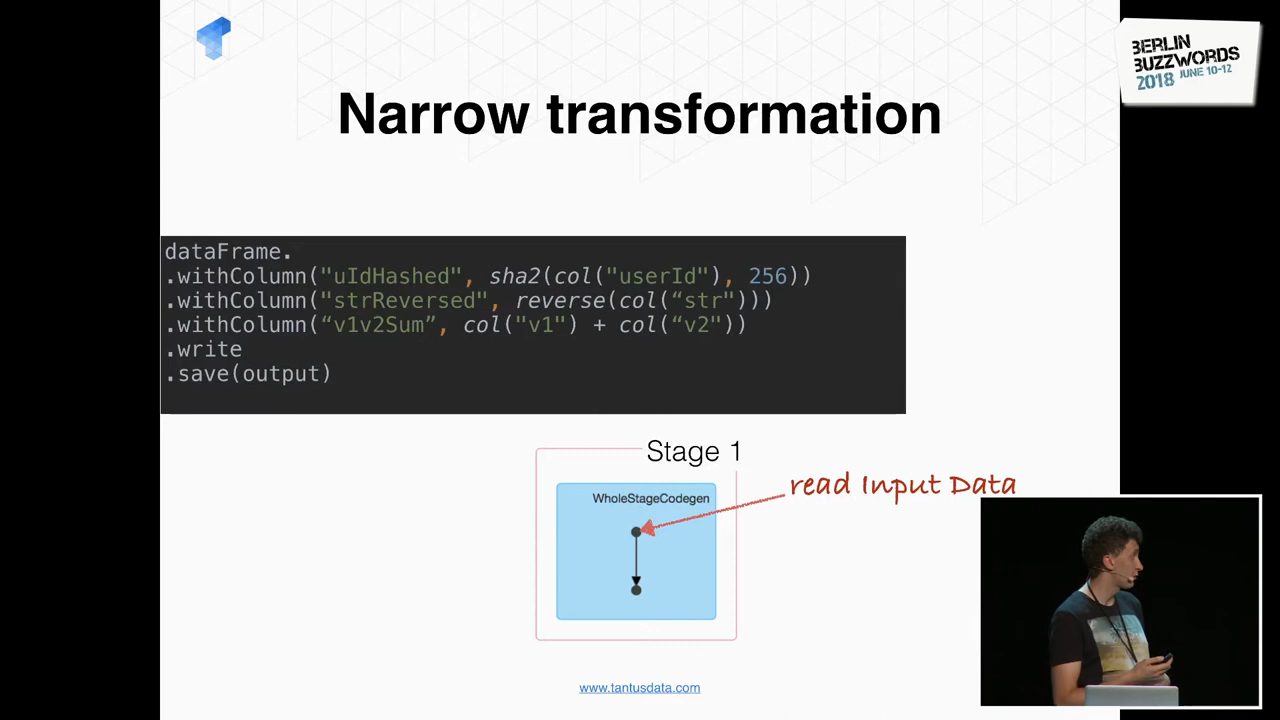 BERLIN
BUZZWORDS
2018 JUNE 10-12
Narrow transformation
dataFrame.
.withColumn("uIdHashed", sha2(col("userId"), 256))
.withColumn("strReversed", reverse(col(“str")))
.withColumn(“v1v2Sum”, col("v1") + col(“v2"))
.write
.save(output)
Stage 1
WholeStageCodegen
read Input Data
www.tantusdata.com